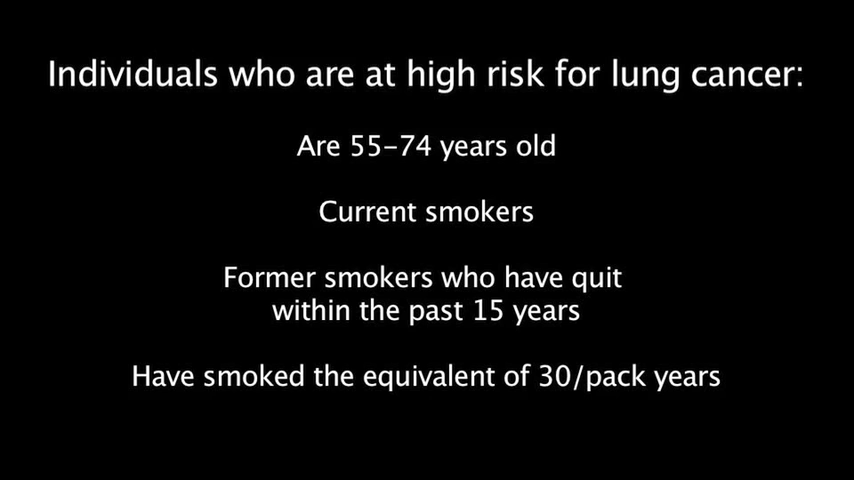 Individuals who are at high risk for lung cancer:
Are 55-74 years old
Current smokers
Former smokers who have quit
within the past 15 years
Have smoked the equivalent of 30/pack years